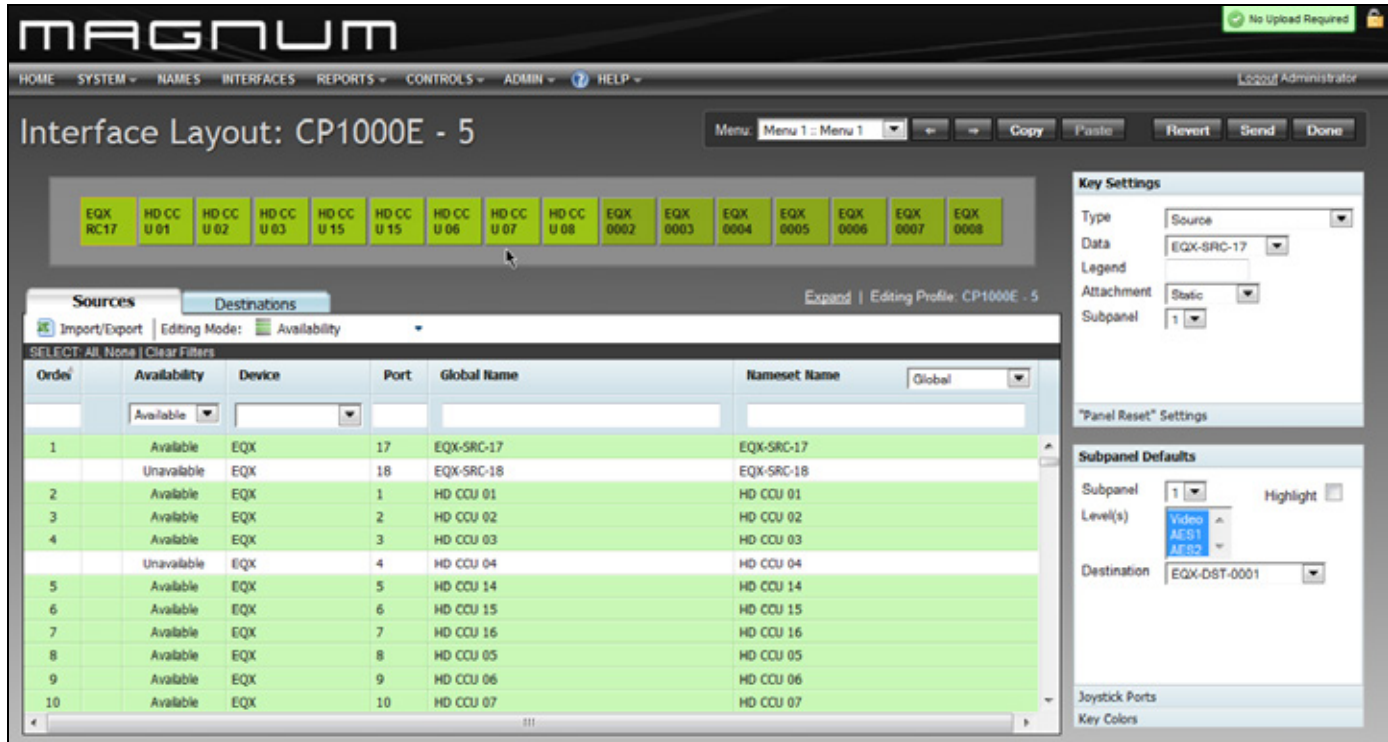 MAGNUM
No Upload Required
HOME SYSTEM NAMES INTERFACES REPORTS CONTROLS ADMIN ? HELP
Logout Administrator
Interface Layout: CP1000E - 5
Menu: Menu 1 :: Menu 1 ← → Copy Paste Revert Send Done
EQX HD CC HD CC HD CC HD CC HD CC HD CC HD CC HD CC EQX EQX EQX EQX EQX EQX EQX
RC17 U 01 U 02 U 03 U 15 U 15 U 06 U 07 U 08 0002 0003 0004 0005 0006 0007 0008
Sources Destinations Expand | Editing Profile: CP1000E - 5
Import/Export Editing Mode: Availability
SELECT: All, None | Clear Filters
Order Availability Device Port Global Name Nameset Name Global
Available
1 Available EQX 17 EQX-SRC-17 EQX-SRC-17
Unavailable EQX 18 EQX-SRC-18 EQX-SRC-18
2 Available EQX 1 HD CCU 01 HD CCU 01
3 Available EQX 2 HD CCU 02 HD CCU 02
4 Available EQX 3 HD CCU 03 HD CCU 03
Unavailable EQX 4 HD CCU 04 HD CCU 04
5 Available EQX 5 HD CCU 14 HD CCU 14
6 Available EQX 6 HD CCU 15 HD CCU 15
7 Available EQX 7 HD CCU 16 HD CCU 16
8 Available EQX 8 HD CCU 05 HD CCU 05
9 Available EQX 9 HD CCU 06 HD CCU 06
10 Available EQX 10 HD CCU 07 HD CCU 07
Key Settings
Type Source
Data EQX-SRC-17
Legend
Attachment Static
Subpanel 1
"Panel Reset" Settings
Subpanel Defaults
Subpanel 1 Highlight
Level(s) Video
AES1
AES2
Destination EQX-DST-0001
Joystick Ports
Key Colors